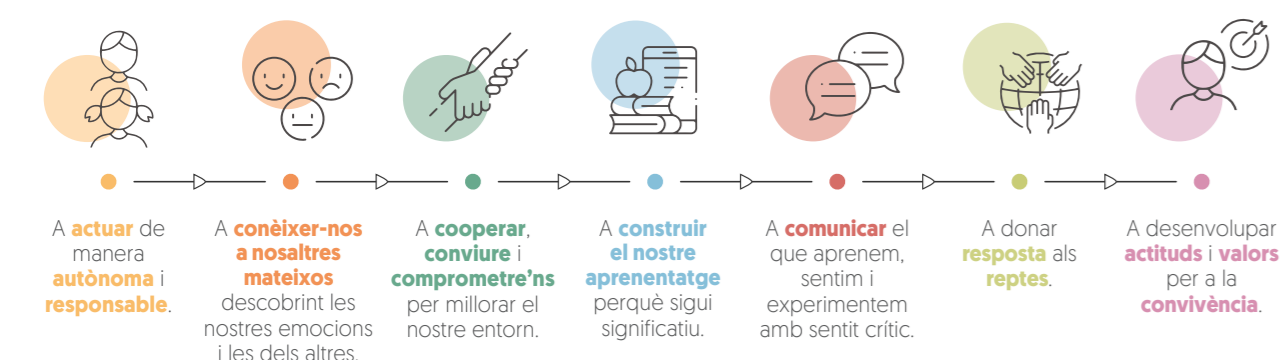 A actuar de
manera
autònoma i
responsable.
A conèixer-nos
a nosaltres
mateixos
descobrint les
nostres emocions
i les dels altres.
A cooperar,
conviure i
comprometre’ns
per millorar el
nostre entorn.
A construir
el nostre
aprenentatge
perquè sigui
significatiu.
A comunicar el
que aprenem,
sentim i
experimentem
amb sentit crític.
A donar
resposta als
reptes.
A desenvolupar
actituds i valors
per a la
convivència.